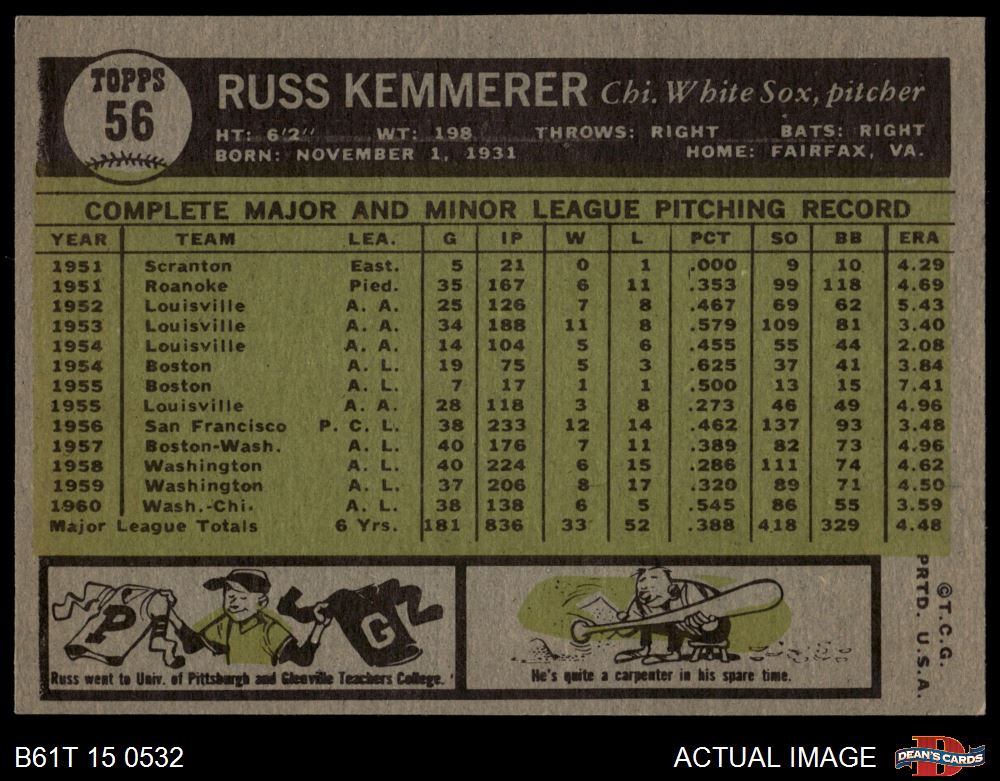 TOPPS
56
RUSS KEMMERER Chi. White Sox, pitcher
HT: 6'2" WT: 198 THROWS: RIGHT BATS: RIGHT
BORN: NOVEMBER 1, 1931 HOME: FAIRFAX, VA.
COMPLETE MAJOR AND MINOR LEAGUE PITCHING RECORD
YEAR TEAM LEA. G IP W L PCT SO BB ERA
1951 Scranton East. 5 21 0 1 .000 9 10 4.29
1951 Roanoke Pied. 35 167 6 11 .353 99 118 4.69
1952 Louisville A. A. 25 126 7 8 .467 69 62 5.43
1953 Louisville A. A. 34 188 11 8 .579 109 81 3.40
1954 Louisville A. A. 14 104 5 6 .455 55 44 2.08
1954 Boston A. L. 19 75 5 3 .625 37 41 3.84
1955 Boston A. L. 7 17 1 1 .500 13 15 7.41
1955 Louisville A. A. 28 118 3 8 .273 46 49 4.96
1956 San Francisco P. C. L. 38 233 12 14 .462 137 93 3.48
1957 Boston-Wash. A. L. 40 176 7 11 .389 82 73 4.96
1958 Washington A. L. 40 224 6 15 .286 111 74 4.62
1959 Washington A. L. 37 206 8 17 .320 89 71 4.50
1960 Wash.-Chi. A. L. 38 138 6 5 .545 86 55 3.59
Major League Totals 6 Yrs. 181 836 33 52 .388 418 329 4.48
P
G
Russ went to Univ. of Pittsburgh and Glenville Teachers College.
He's quite a carpenter in his spare time.
©T.C.G.
PRTD. U.S.A.
B61T 15 0532 ACTUAL IMAGE
D
DEAN'S CARDS